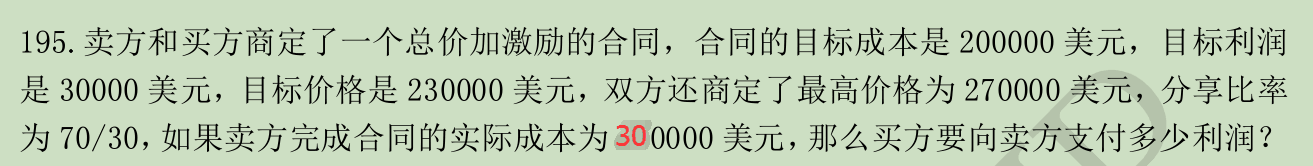 195.卖方和买方商定了一个总价加激励的合同，合同的目标成本是 200000 美元，目标利润
是 30000 美元，目标价格是 230000 美元，双方还商定了最高价格为 270000 美元，分享比率
为 70/30，如果卖方完成合同的实际成本为 300000 美元，那么买方要向卖方支付多少利润？